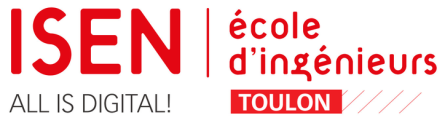 ISEN
ALL IS DIGITAL!
école
d'ingénieurs
TOULON